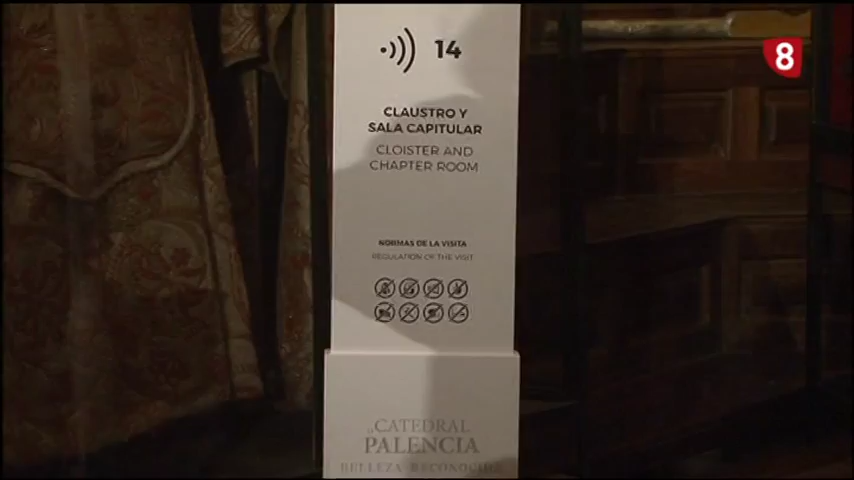 14
8
CLAUSTRO Y
SALA CAPITULAR
CLOISTER AND
CHAPTER ROOM
NORMAS DE LA VISITA
REGULATION OF THE VISIT
CATEDRAL
PALENCIA
BELLEZA RECONOCIDA